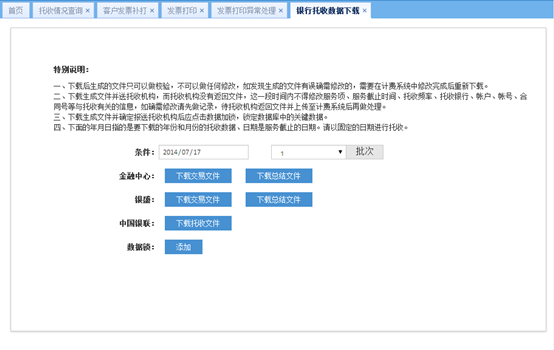 首页 托收情况查询 × 客户发票补打 × 发票打印 × 发票打印异常处理 × 银行托收数据下载 ×
特别说明：
一、下载后生成的文件只可以做校验，不可以做任何修改，如发现生成的文件有误确需修改的，需要在计费系统中修改完成后重新下载。
二、下载生成文件并送托收机构，而托收机构没有返回文件，这一段时间内不得修改服务项、服务截止时间、托收频率、托收银行、帐户、帐号、合
同号等与托收有关的信息，如确需修改请先做记录，待托收机构返回文件并上传至计费系统后再做处理。
三、下载生成文件并确定报送托收机构后应点击数据加锁，锁定数据库中的关键数据。
四、下面的年月日指的是要下载的年份和月份的托收数据、日期是服务截止的日期。请以固定的日期进行托收。
条件： 2014/07/17 1 批次
金融中心： 下载交易文件 下载总结文件
银盛： 下载交易文件 下载总结文件
中国银联： 下载托收文件
数据锁： 添加